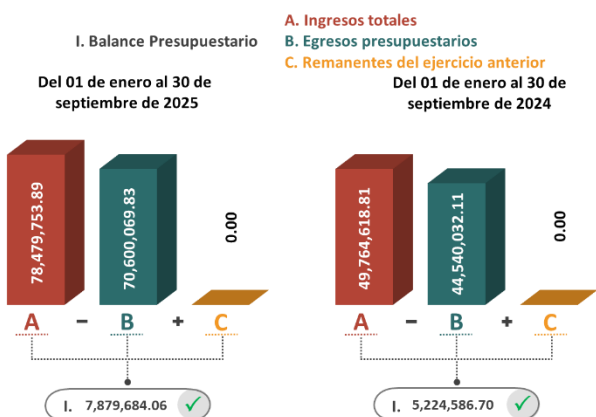 A. Ingresos totales
I. Balance Presupuestario
B. Egresos presupuestarios
C. Remanentes del ejercicio anterior
Del 01 de enero al 30 de
septiembre de 2025
78,479,753.89
70,600,069.83
0.00
A – B + C
I. 7,879,684.06
Del 01 de enero al 30 de
septiembre de 2024
49,764,618.81
44,540,032.11
0.00
A – B + C
I. 5,224,586.70